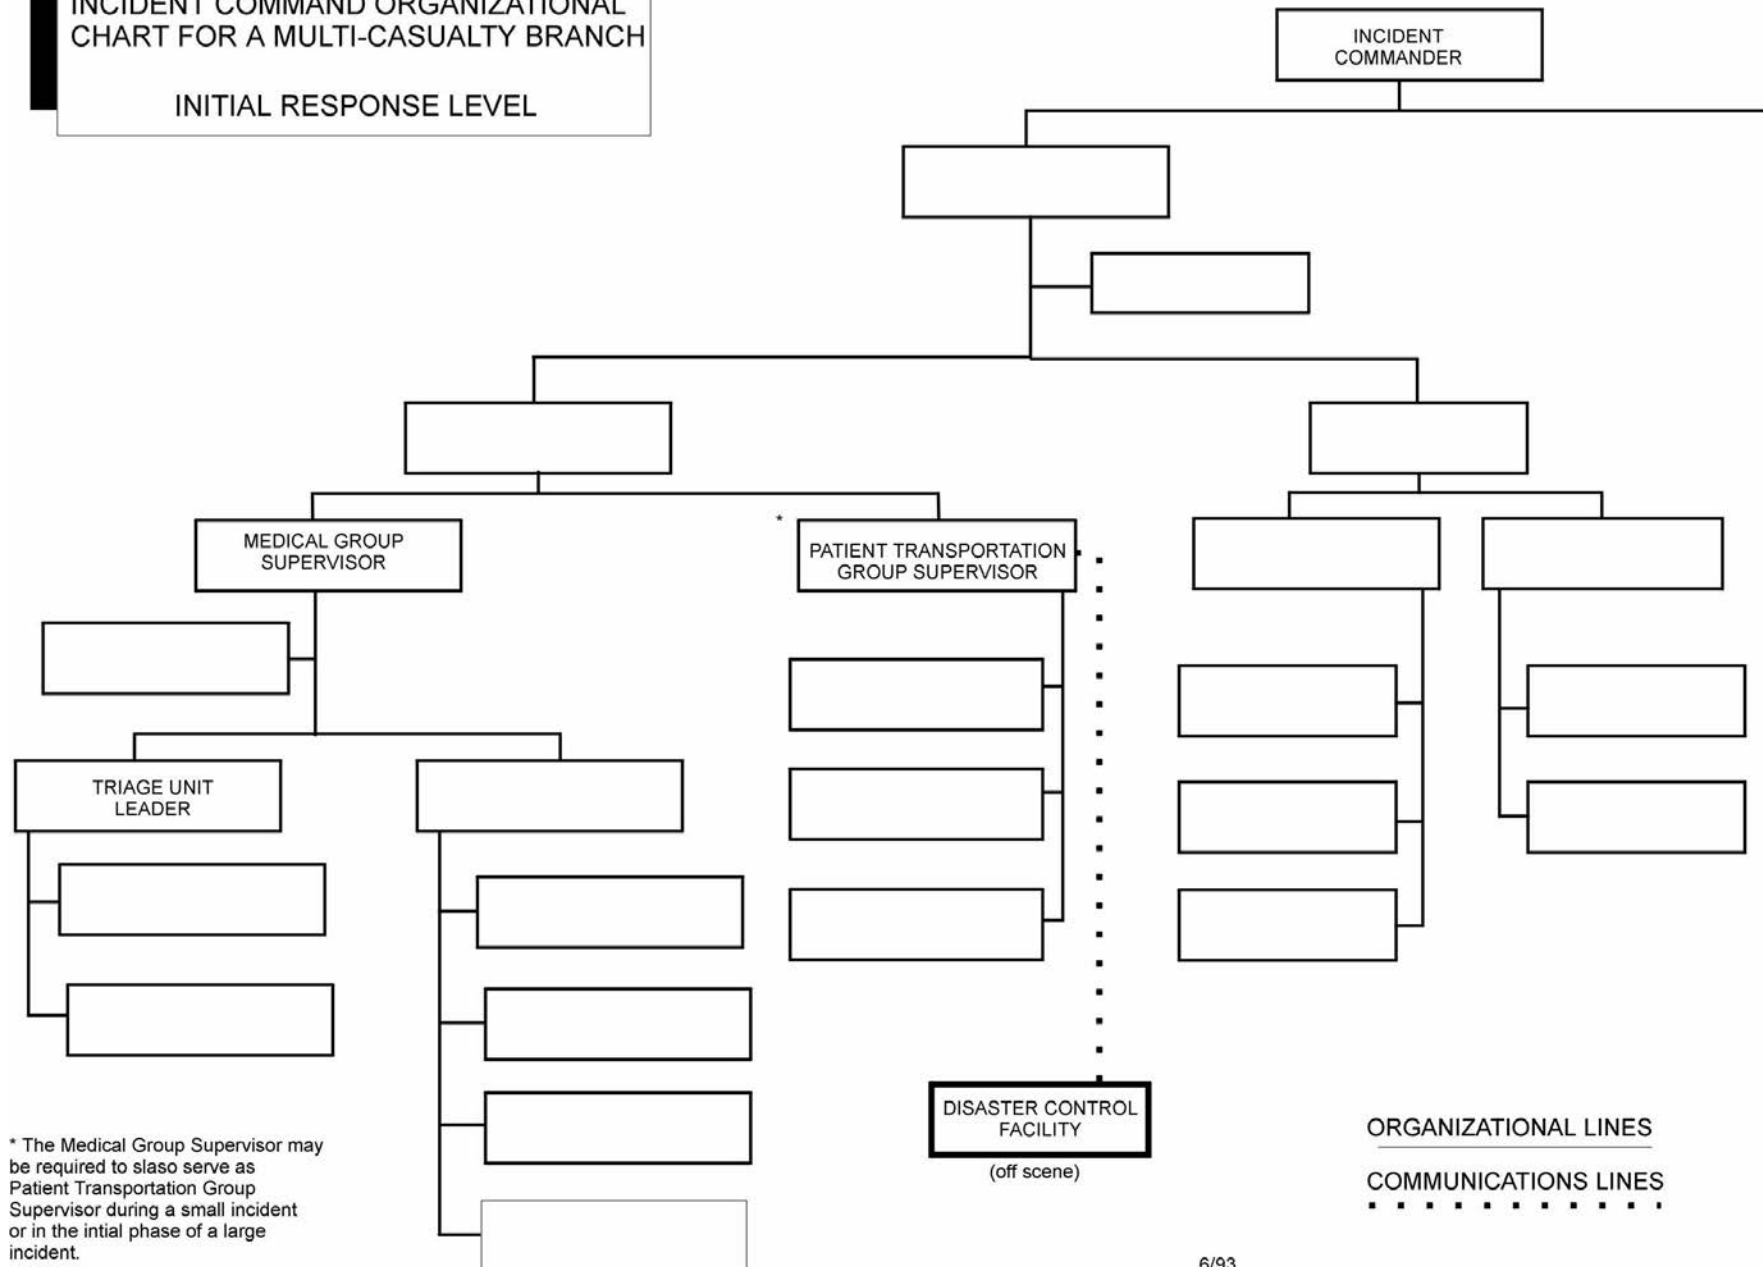 INCIDENT COMMAND ORGANIZATIONAL
CHART FOR A MULTI-CASUALTY BRANCH
INITIAL RESPONSE LEVEL
INCIDENT
COMMANDER
MEDICAL GROUP
SUPERVISOR
*
PATIENT TRANSPORTATION
GROUP SUPERVISOR
TRIAGE UNIT
LEADER
DISASTER CONTROL
FACILITY
(off scene)
* The Medical Group Supervisor may
be required to slaso serve as
Patient Transportation Group
Supervisor during a small incident
or in the intial phase of a large
incident.
ORGANIZATIONAL LINES
COMMUNICATIONS LINES
6/93